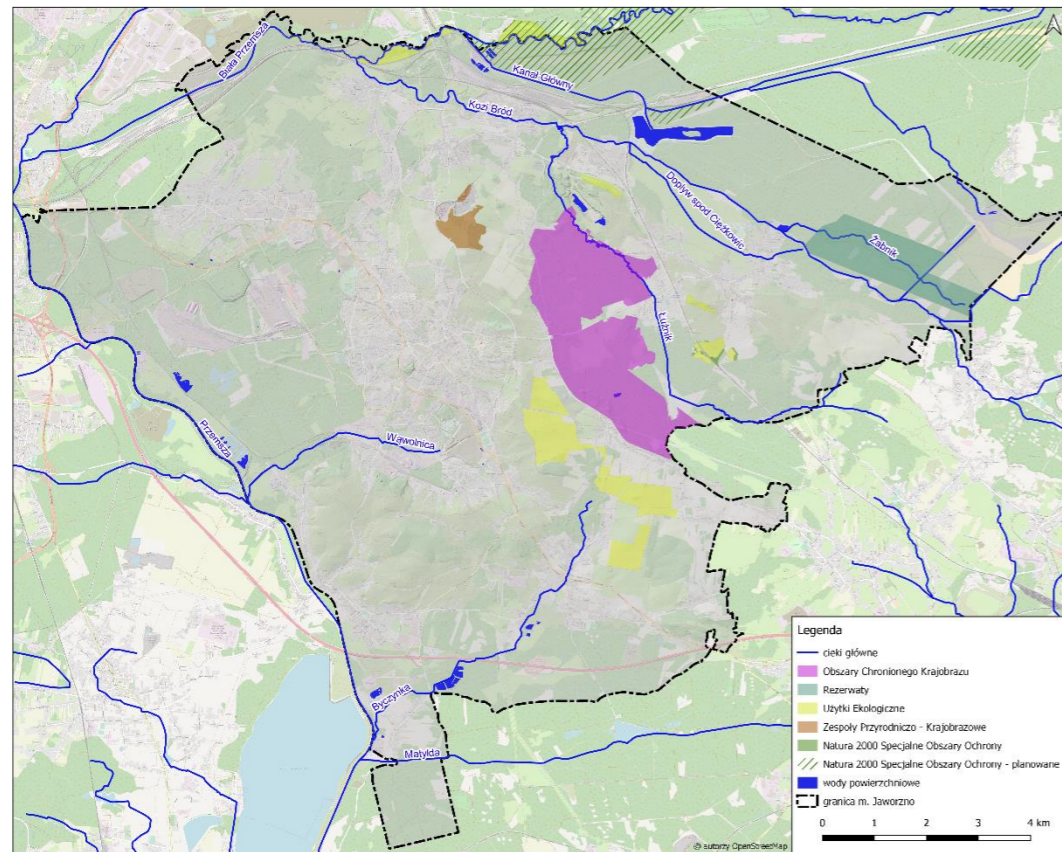 Biała Przemsza
Kanał Główny
Kozi Bród
Dopływ spod Ciężkowic
Żabnik
Łużnik
Przemsza
Wąwolnica
Byczynka
Matylda
Legenda
cieki główne
Obszary Chronionego Krajobrazu
Rezerwaty
Użytki Ekologiczne
Zespoły Przyrodniczo - Krajobrazowe
Natura 2000 Specjalne Obszary Ochrony
Natura 2000 Specjalne Obszary Ochrony - planowane
wody powierzchniowe
granica m. Jaworzno
0 1 2 3 4 km
© autorzy OpenStreetMap